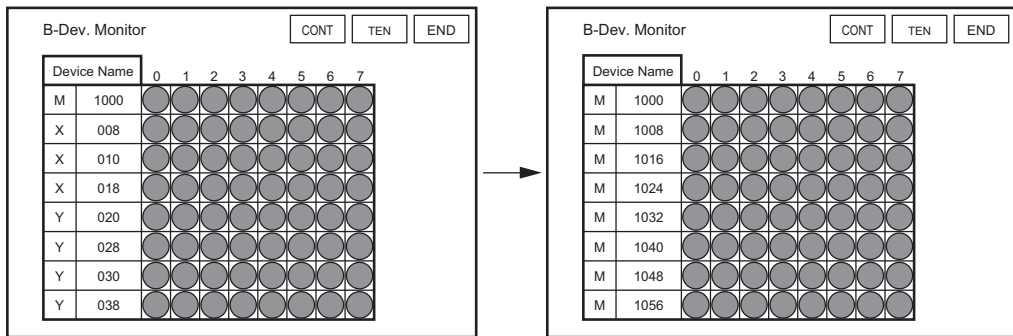 B-Dev. Monitor CONT TEN END
Device Name 0 1 2 3 4 5 6 7
M 1000
X 008
X 010
X 018
Y 020
Y 028
Y 030
Y 038
B-Dev. Monitor CONT TEN END
Device Name 0 1 2 3 4 5 6 7
M 1000
M 1008
M 1016
M 1024
M 1032
M 1040
M 1048
M 1056